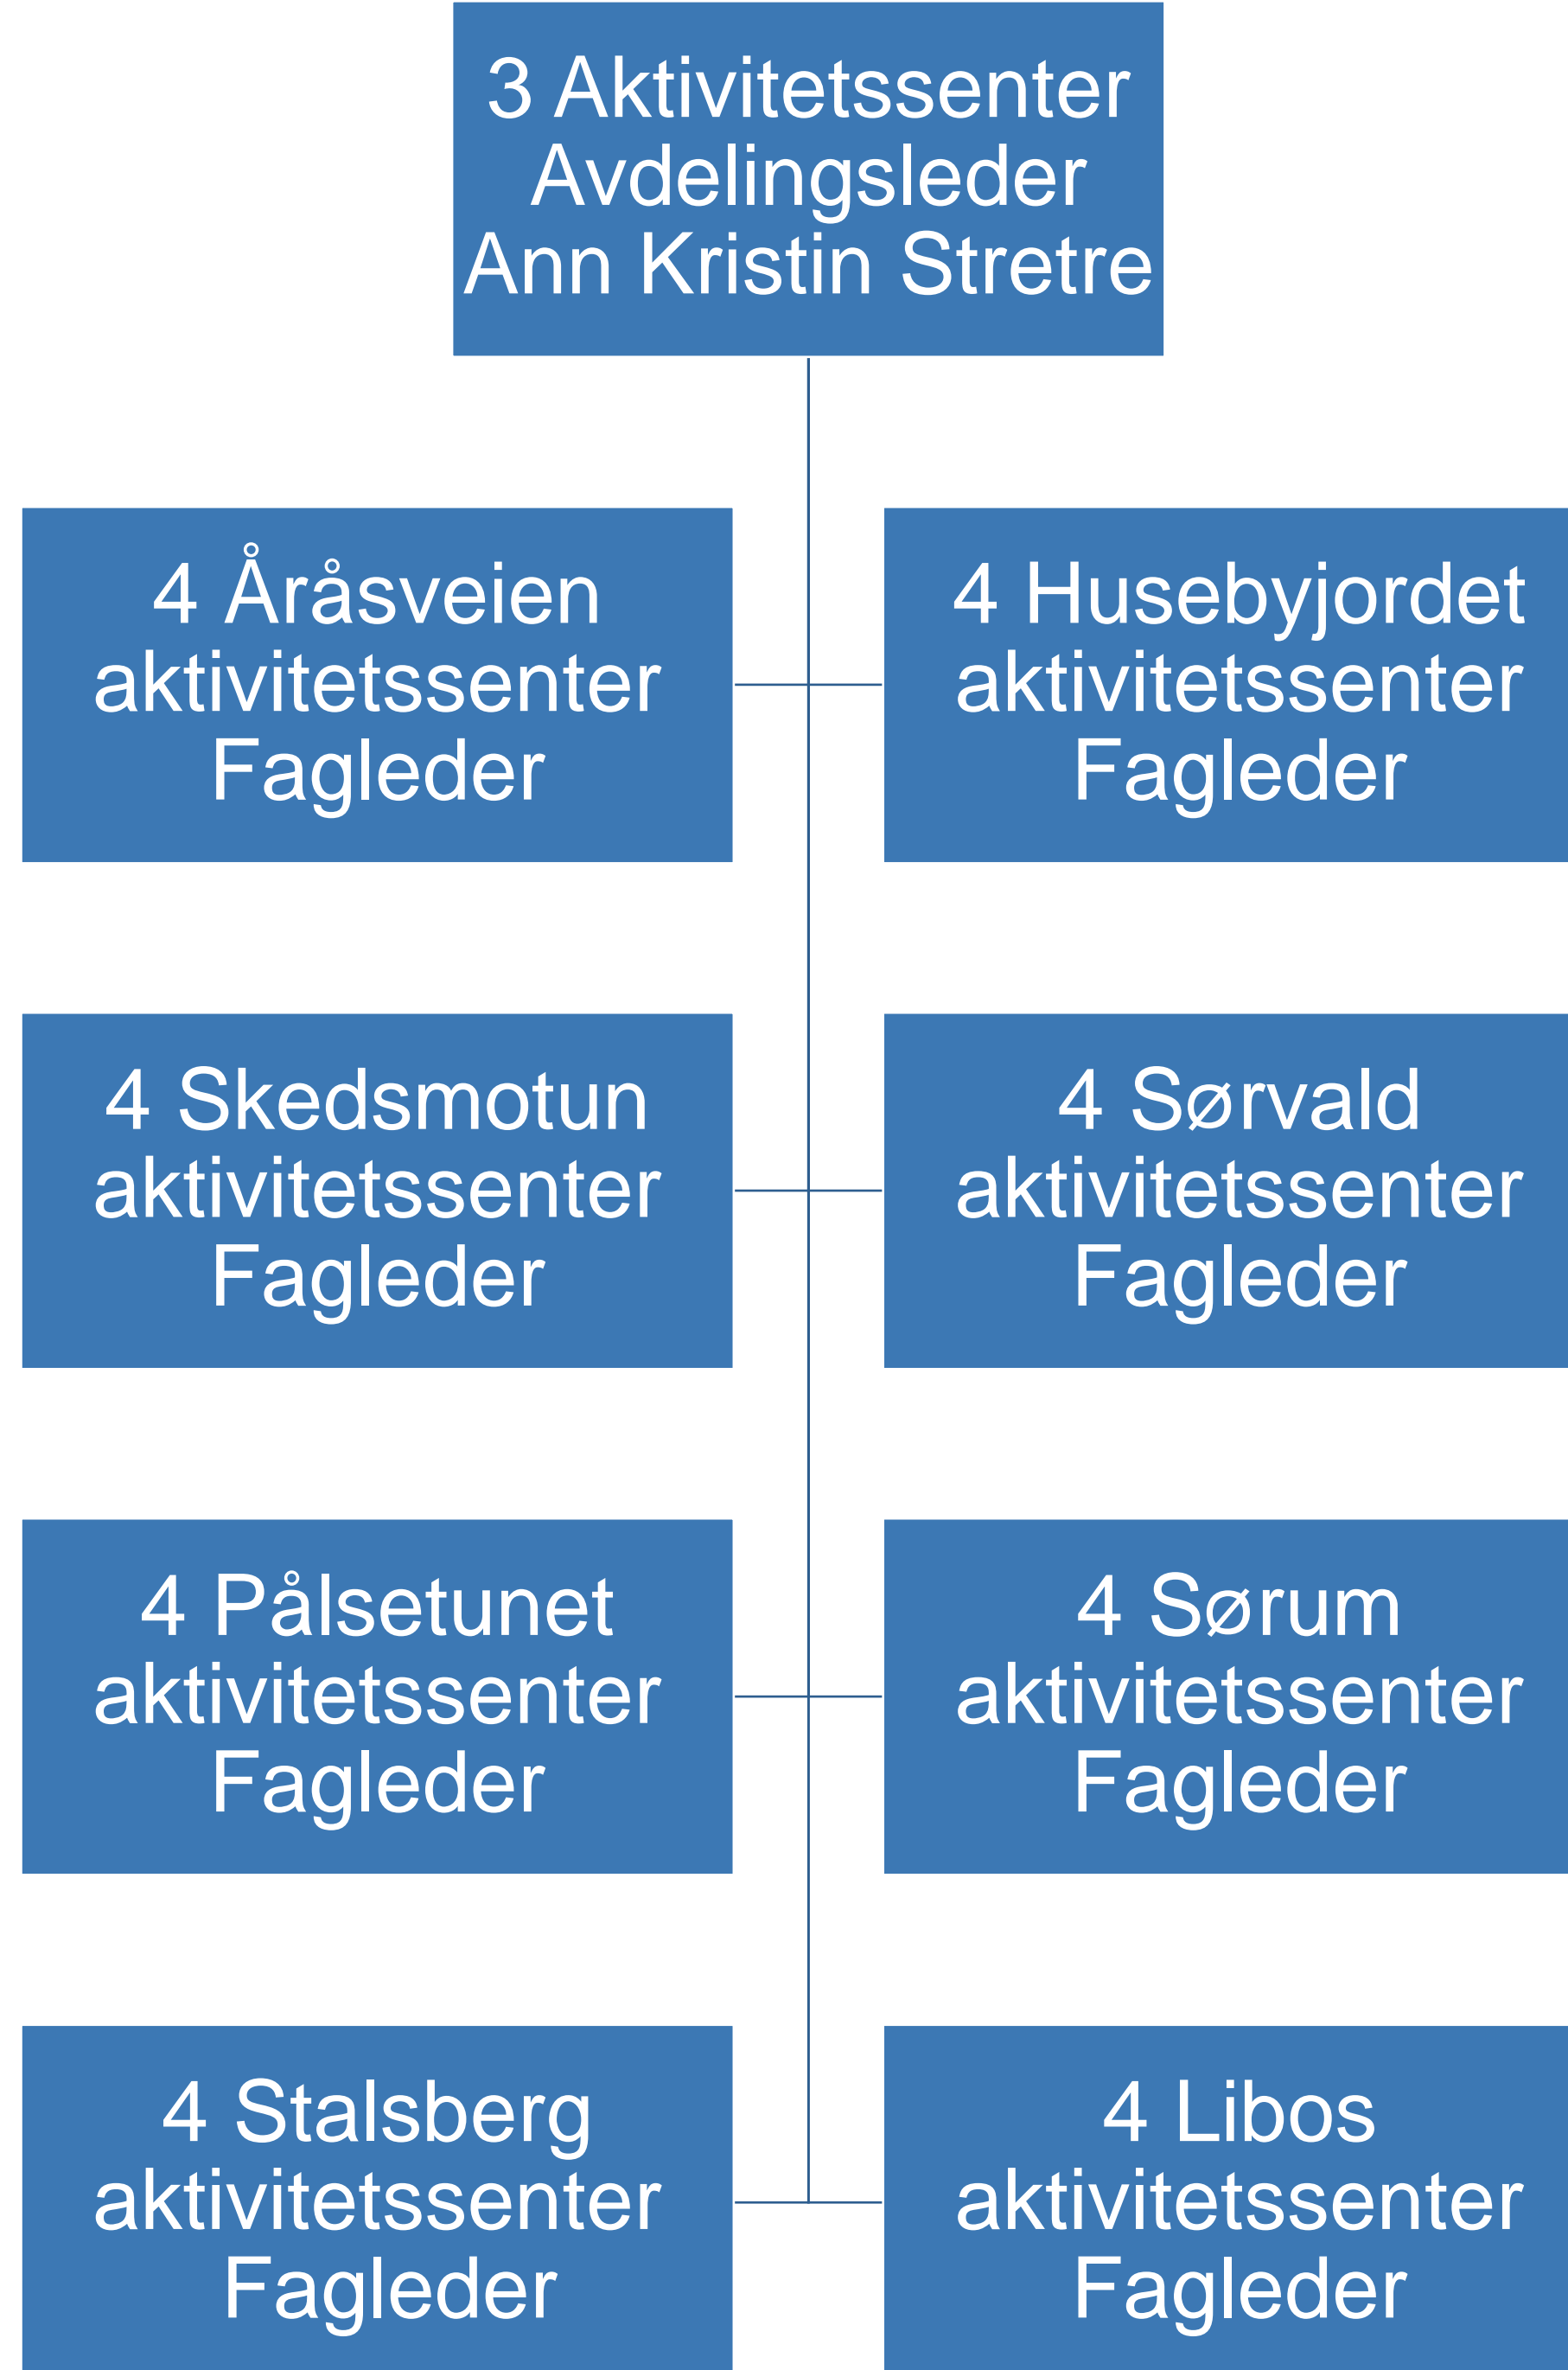 3 Aktivitetssenter
Avdelingsleder
Ann Kristin Stretre
4 Åråsveien
aktivitetssenter
Fagleder
4 Husebyjordet
aktivitetssenter
Fagleder
4 Skedsmotun
aktivitetssenter
Fagleder
4 Sørvald
aktivitetssenter
Fagleder
4 Pålsetunet
aktivitetssenter
Fagleder
4 Sørum
aktivitetssenter
Fagleder
4 Stalsberg
aktivitetssenter
Fagleder
4 Libos
aktivitetssenter
Fagleder